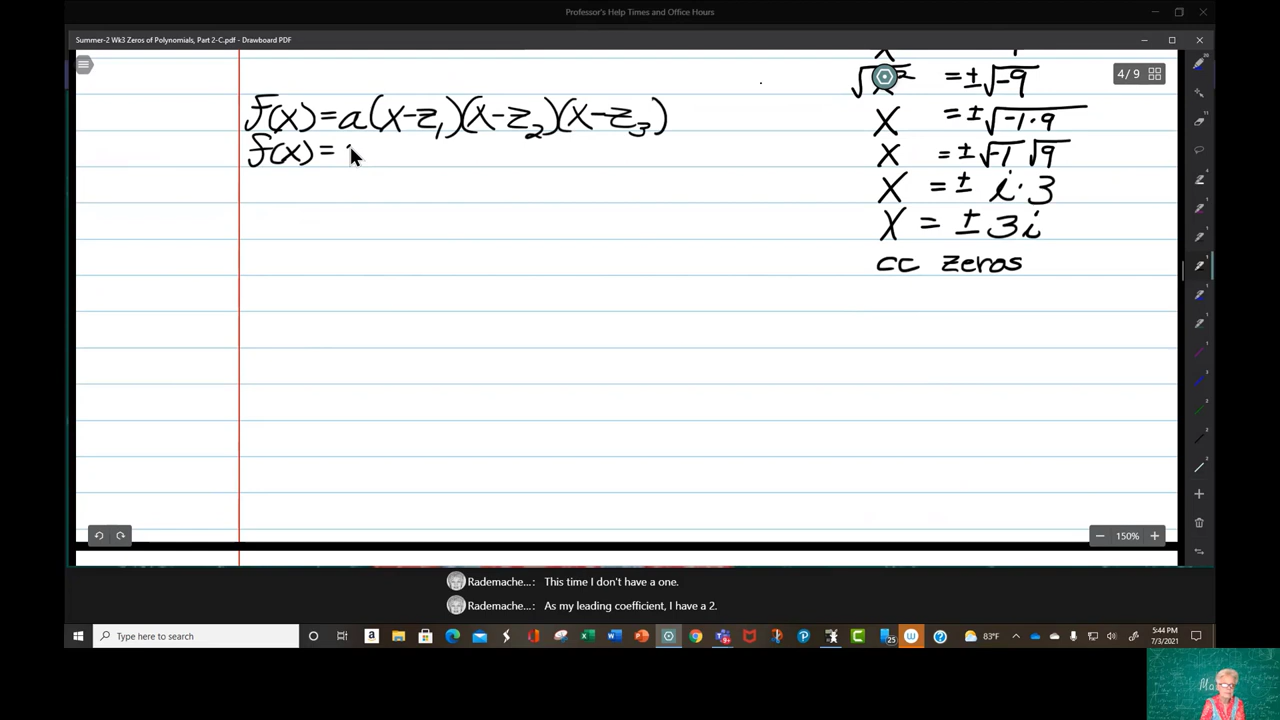 Professor's Help Times and Office Hours
Summer-2 Wk3 Zeros of Polynomials, Part 2-C.pdf - Drawboard PDF
4 / 9
= ±√-9
X = ±√-1·9
X = ±√-1 √9
X = ± i·3
X = ± 3i
cc zeros
f(x) = a(x-z₁)(x-z₂)(x-z₃)
f(x) =
150%
Rademache...: This time I don't have a one.
Rademache...: As my leading coefficient, I have a 2.
Type here to search
25
83°F
5:44 PM
7/3/2021